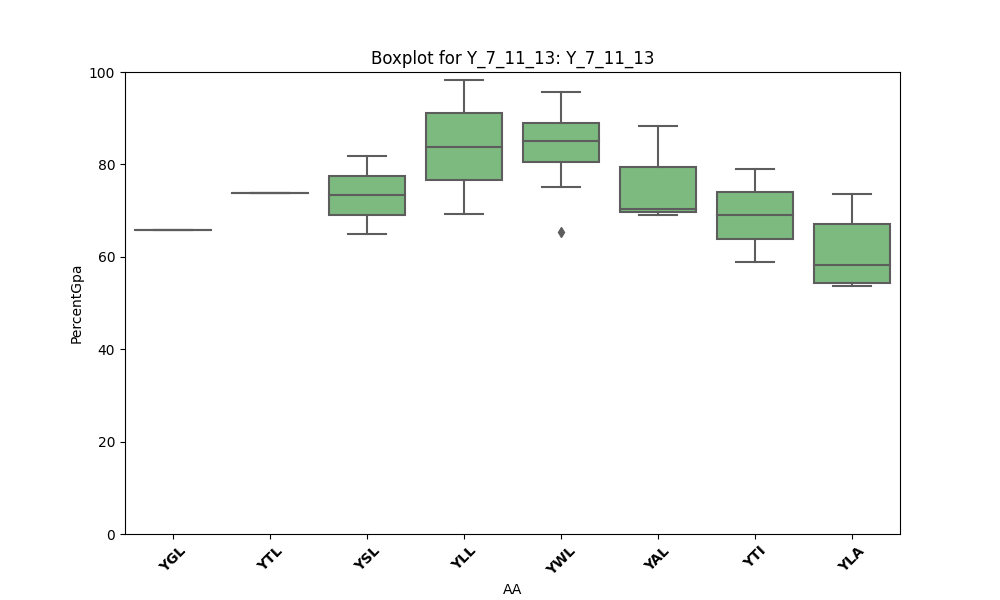 Boxplot for Y_7_11_13: Y_7_11_13
100
80
60
40
20
0
PercentGpa
YGL
YTL
YSL
YLL
YWL
YAL
YTI
YLA
AA